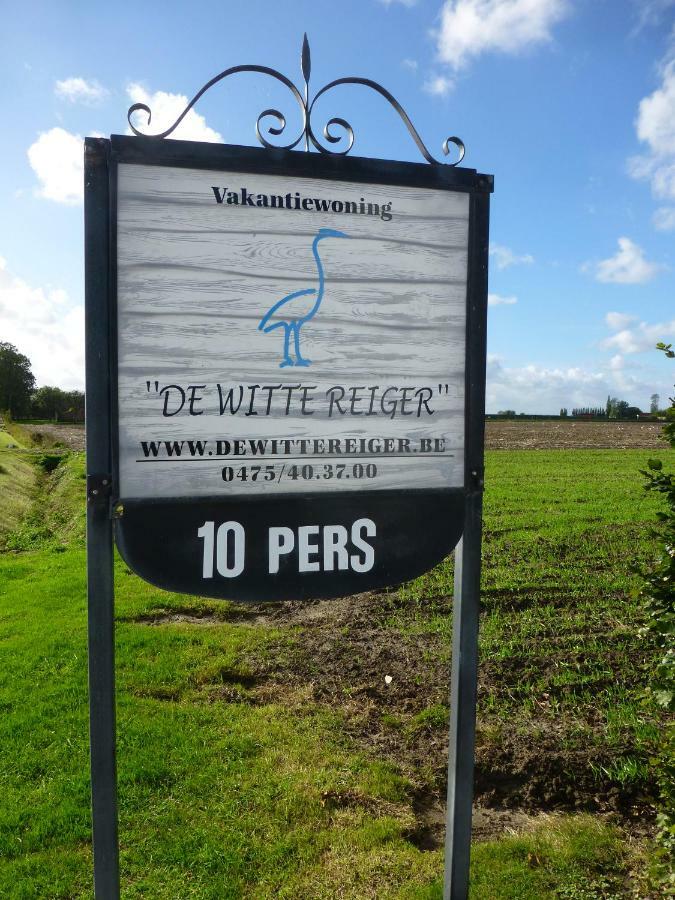 Vakantiewoning
"DE WITTE REIGER"
WWW.DEWITTEREIGER.BE
0475/40.37.00
10 PERS